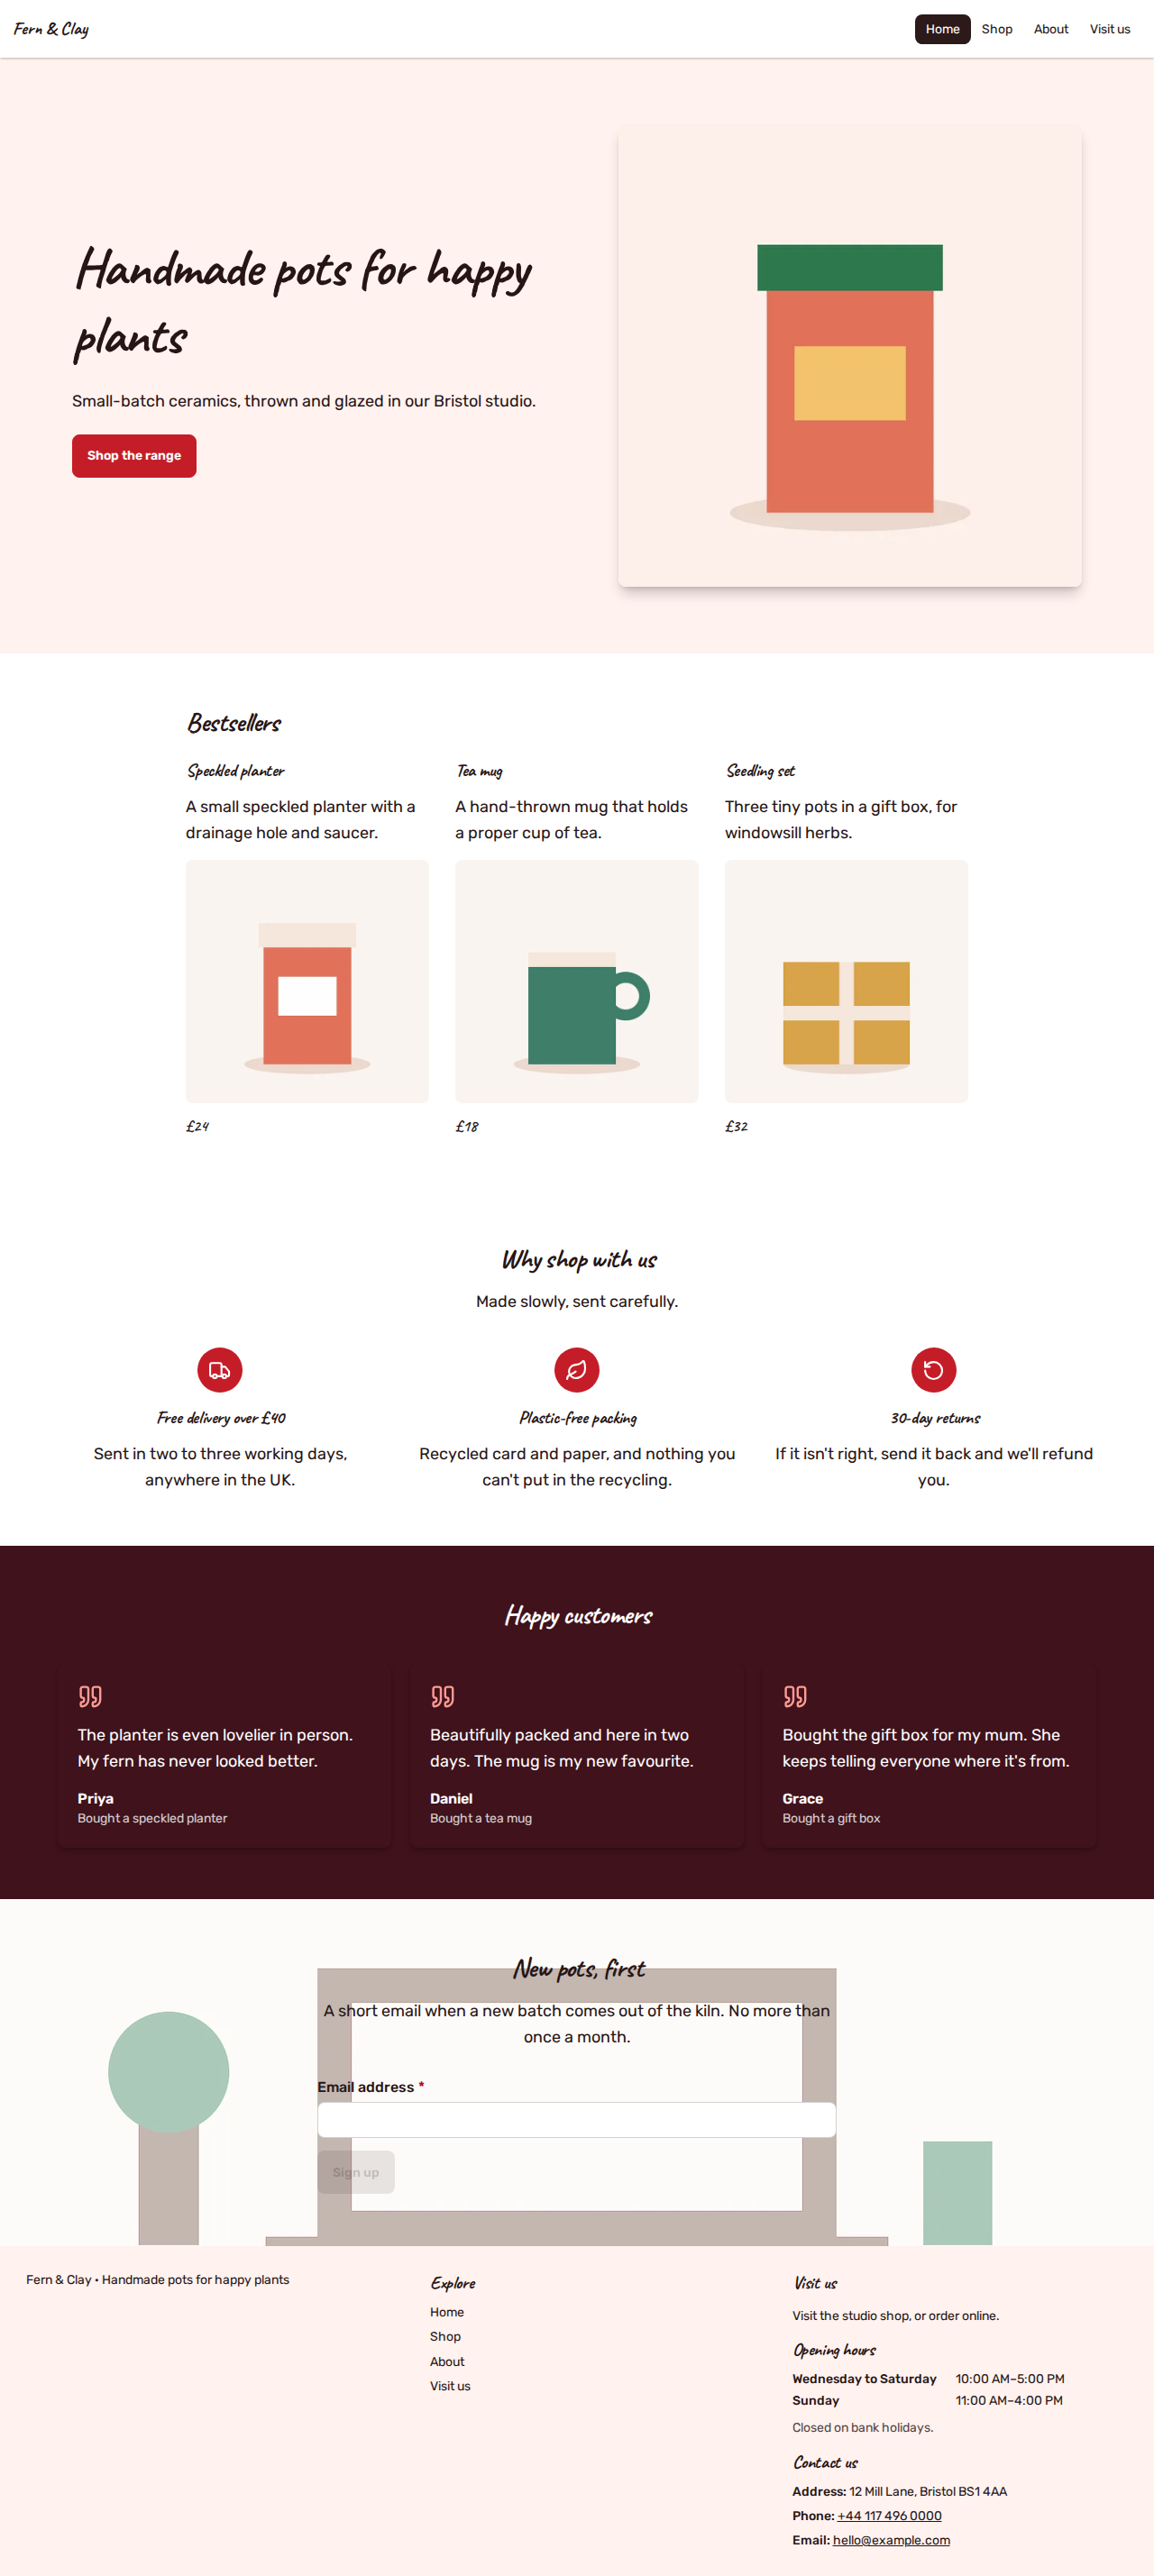 Fern & Clay
Home
Shop
About
Visit us
Handmade pots for happy
plants
Small-batch ceramics, thrown and glazed in our Bristol studio.
Shop the range
Bestsellers
Speckled planter
A small speckled planter with a
drainage hole and saucer.
£24
Tea mug
A hand-thrown mug that holds
a proper cup of tea.
£18
Seedling set
Three tiny pots in a gift box, for
windowsill herbs.
£32
Why shop with us
Made slowly, sent carefully.
Free delivery over £40
Sent in two to three working days,
anywhere in the UK.
Plastic-free packing
Recycled card and paper, and nothing you
can't put in the recycling.
30-day returns
If it isn't right, send it back and we'll refund
you.
Happy customers
The planter is even lovelier in person.
My fern has never looked better.
Priya
Bought a speckled planter
Beautifully packed and here in two
days. The mug is my new favourite.
Daniel
Bought a tea mug
Bought the gift box for my mum. She
keeps telling everyone where it's from.
Grace
Bought a gift box
New pots, first
A short email when a new batch comes out of the kiln. No more than
once a month.
Email address *
Sign up
Fern & Clay • Handmade pots for happy plants
Explore
Home
Shop
About
Visit us
Visit us
Visit the studio shop, or order online.
Opening hours
Wednesday to Saturday 10:00 AM–5:00 PM
Sunday 11:00 AM–4:00 PM
Closed on bank holidays.
Contact us
Address: 12 Mill Lane, Bristol BS1 4AA
Phone: +44 117 496 0000
Email: hello@example.com